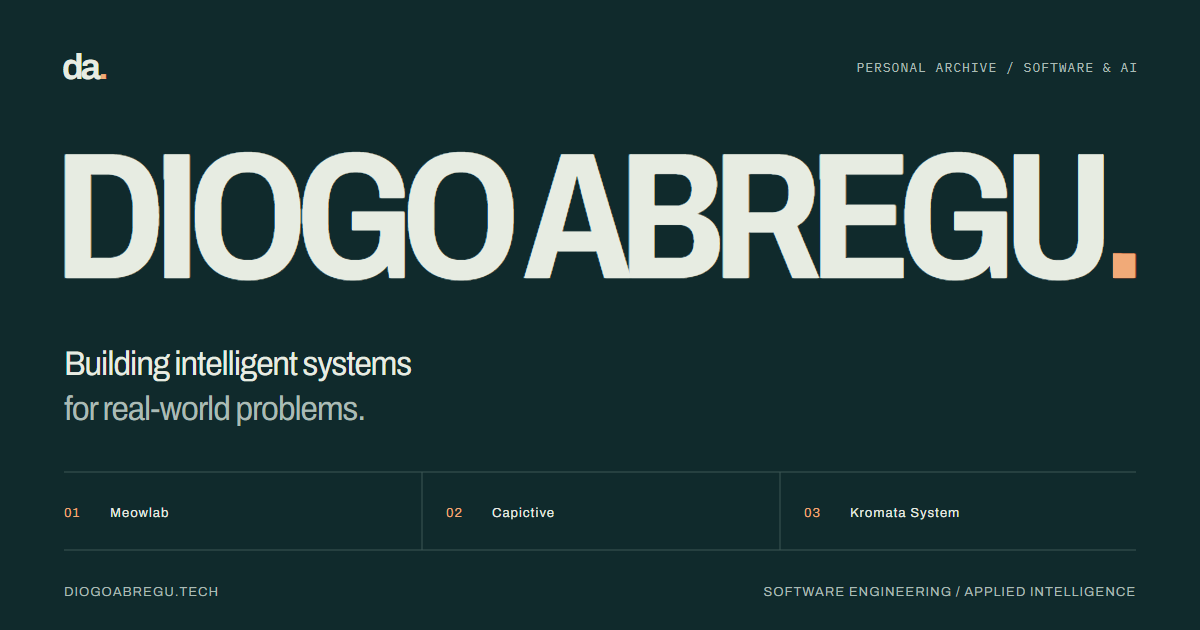 da.
PERSONAL ARCHIVE / SOFTWARE & AI
DIOGO ABREGU.
Building intelligent systems
for real-world problems.
01 Meowlab
02 Capictive
03 Kromata System
DIOGOABREGU.TECH
SOFTWARE ENGINEERING / APPLIED INTELLIGENCE